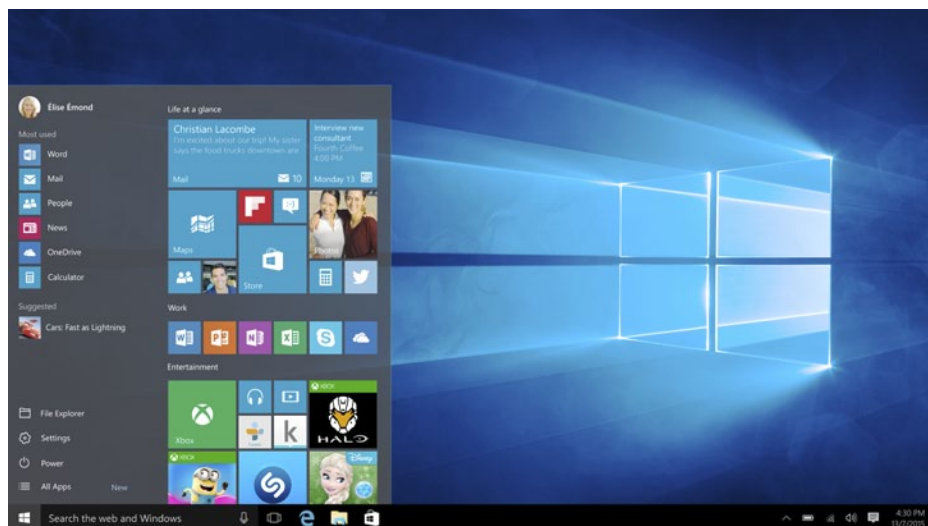 Élise Émond
Most used
Word
Mail
People
News
OneDrive
Calculator
Suggested
Cars: Fast as Lightning
File Explorer
Settings
Power
All Apps New
Life at a glance
Christian Lacombe
I'm excited about our trip! My sister
says the food trucks downtown are
Mail 10
Interview new
consultant
Fourth Coffee
4:00 PM
Monday 13
Maps
Store
Photos
Work
Entertainment
Xbox
XBOX
HALO
XBOX
Disney
Search the web and Windows
4:30 PM
13/7/2015